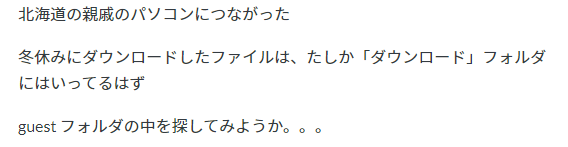 北海道の親戚のパソコンにつながった
冬休みにダウンロードしたファイルは、たしか「ダウンロード」フォルダ
にはいってるはず
guest フォルダの中を探してみようか。。。